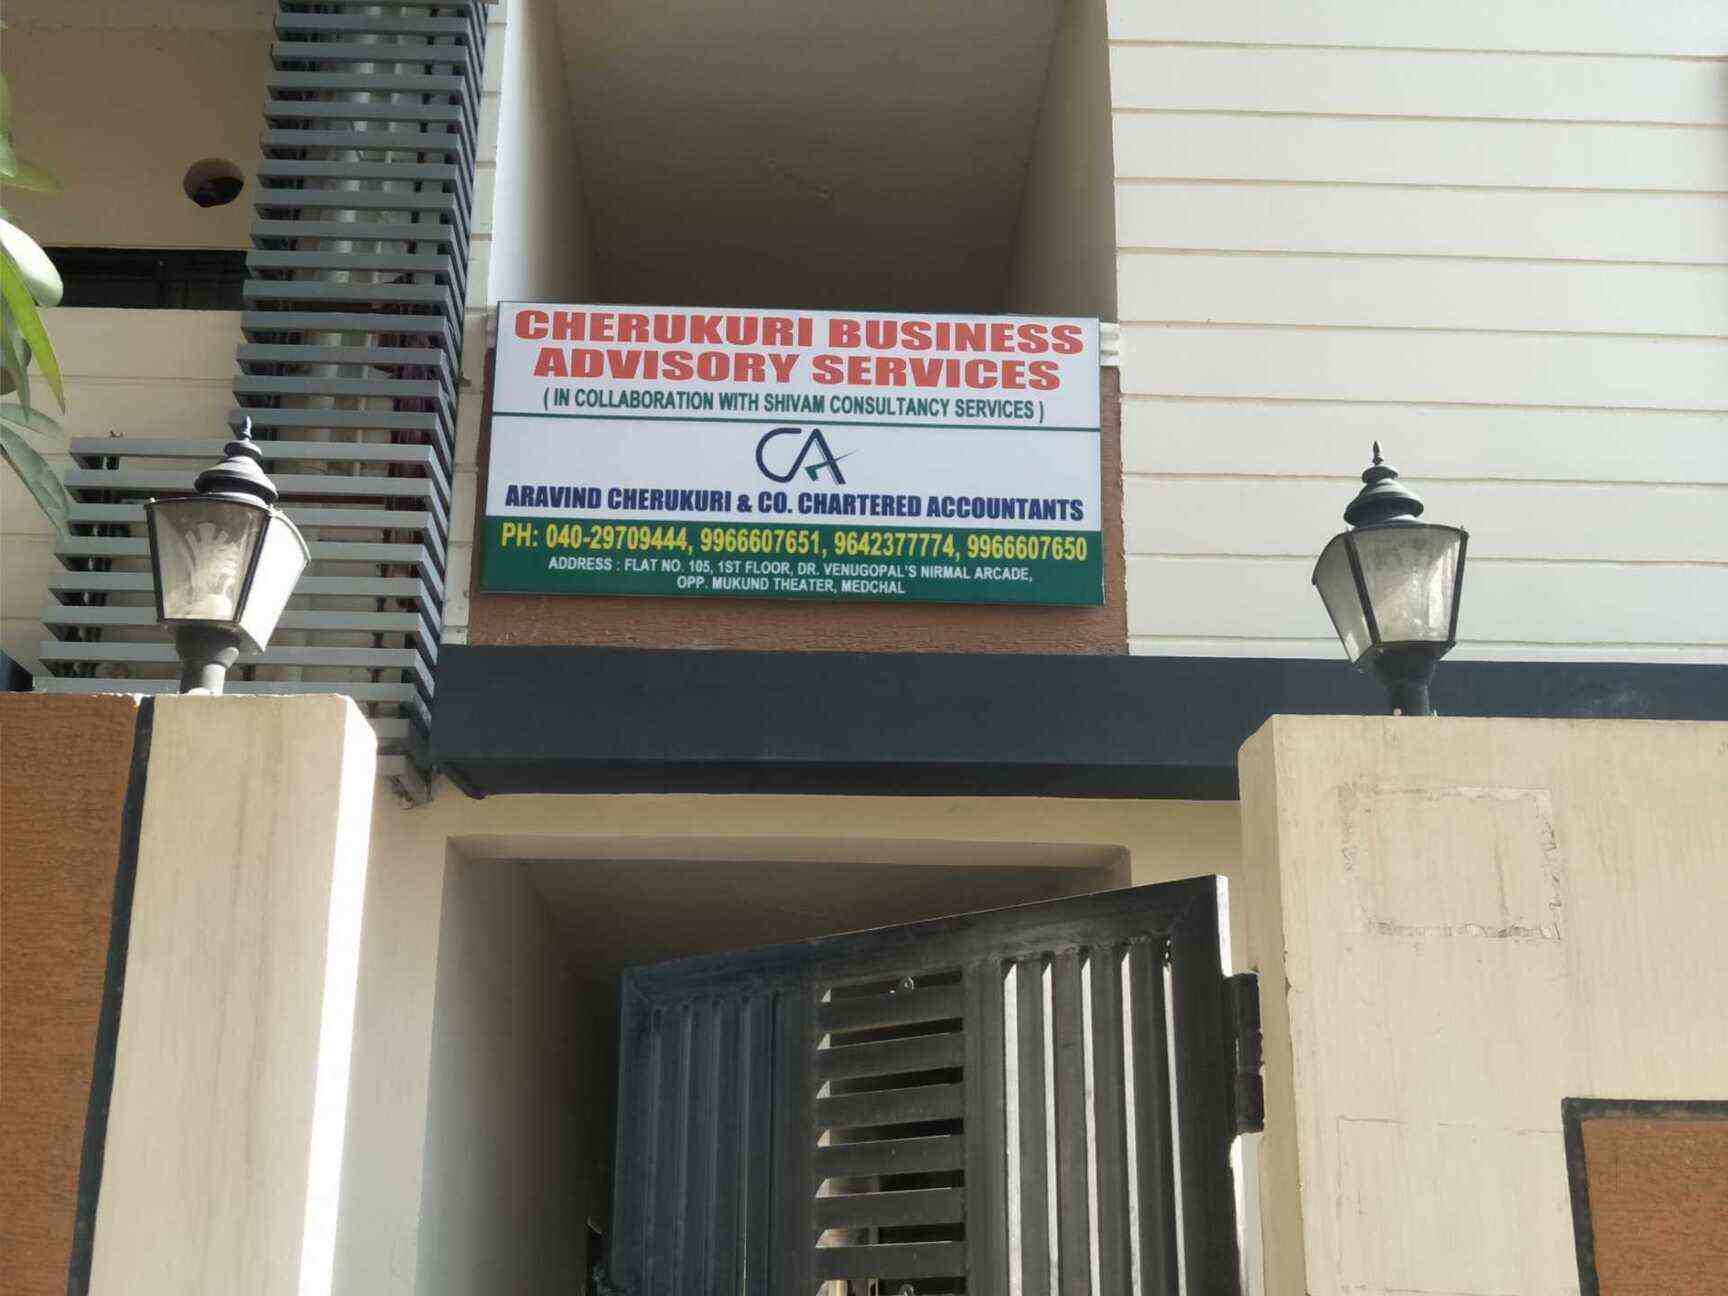 CHERUKURI BUSINESS
ADVISORY SERVICES
( IN COLLABORATION WITH SHIVAM CONSULTANCY SERVICES )
CA
ARAVIND CHERUKURI & CO. CHARTERED ACCOUNTANTS
PH: 040-29709444, 9966607651, 9642377774, 9966607650
ADDRESS : FLAT NO. 105, 1ST FLOOR, DR. VENUGOPAL'S NIRMAL ARCADE,
OPP. MUKUND THEATER, MEDCHAL